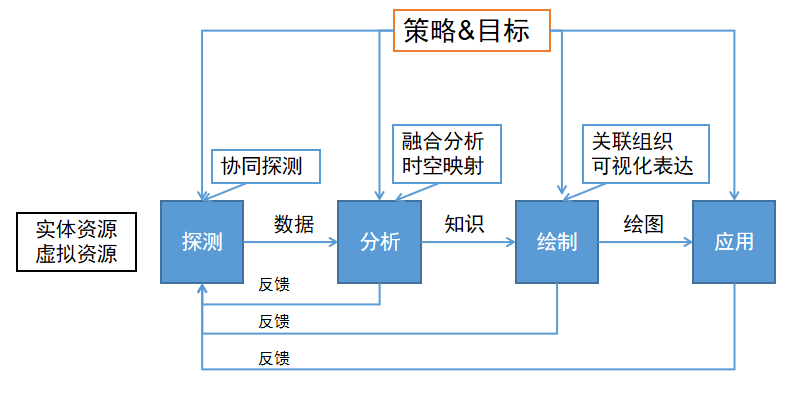 策略&目标
协同探测
融合分析
时空映射
关联组织
可视化表达
实体资源
虚拟资源
探测
数据
分析
知识
绘制
绘图
应用
反馈
反馈
反馈